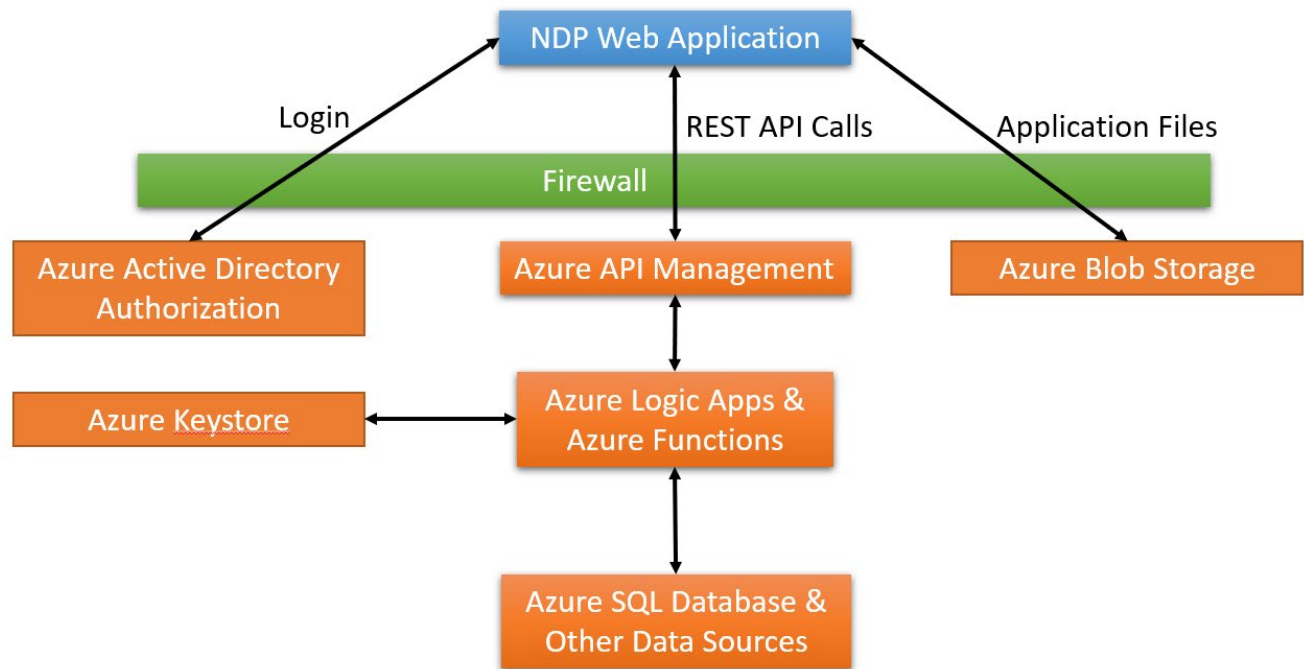 NDP Web Application
Login
REST API Calls
Application Files
Firewall
Azure Active Directory
Authorization
Azure API Management
Azure Blob Storage
Azure Keystore
Azure Logic Apps &
Azure Functions
Azure SQL Database &
Other Data Sources